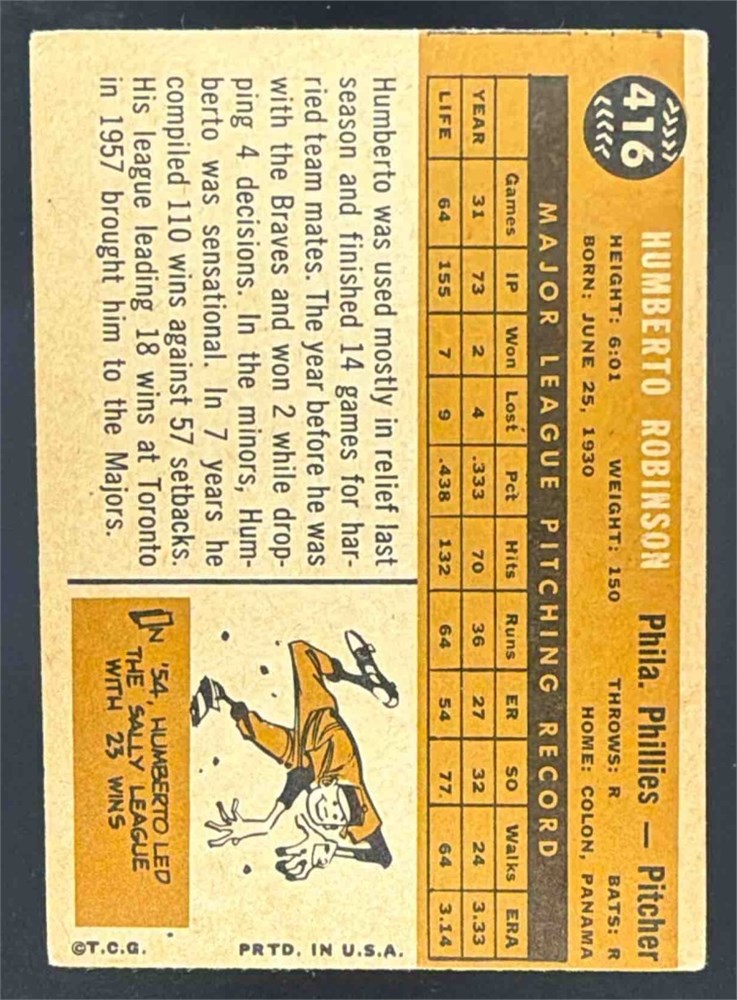 416
HUMBERTO ROBINSON Phila. Phillies — Pitcher
HEIGHT: 6:01 WEIGHT: 150 THROWS: R BATS: R
BORN: JUNE 25, 1930 HOME: COLON, PANAMA
MAJOR LEAGUE PITCHING RECORD
Games IP Won Lost Pct Hits Runs ER SO Walks ERA
YEAR 31 73 2 4 .333 70 36 27 32 24 3.33
LIFE 64 155 7 9 .438 132 64 54 77 64 3.14
Humberto was used mostly in relief last
season and finished 14 games for har-
ried team mates. The year before he was
with the Braves and won 2 while drop-
ping 4 decisions. In the minors, Hum-
berto was sensational. In 7 years he
compiled 110 wins against 57 setbacks.
His league leading 18 wins at Toronto
in 1957 brought him to the Majors.
IN '54, HUMBERTO LED
THE SALLY LEAGUE
WITH 23 WINS
©T.C.G. PRTD. IN U.S.A.